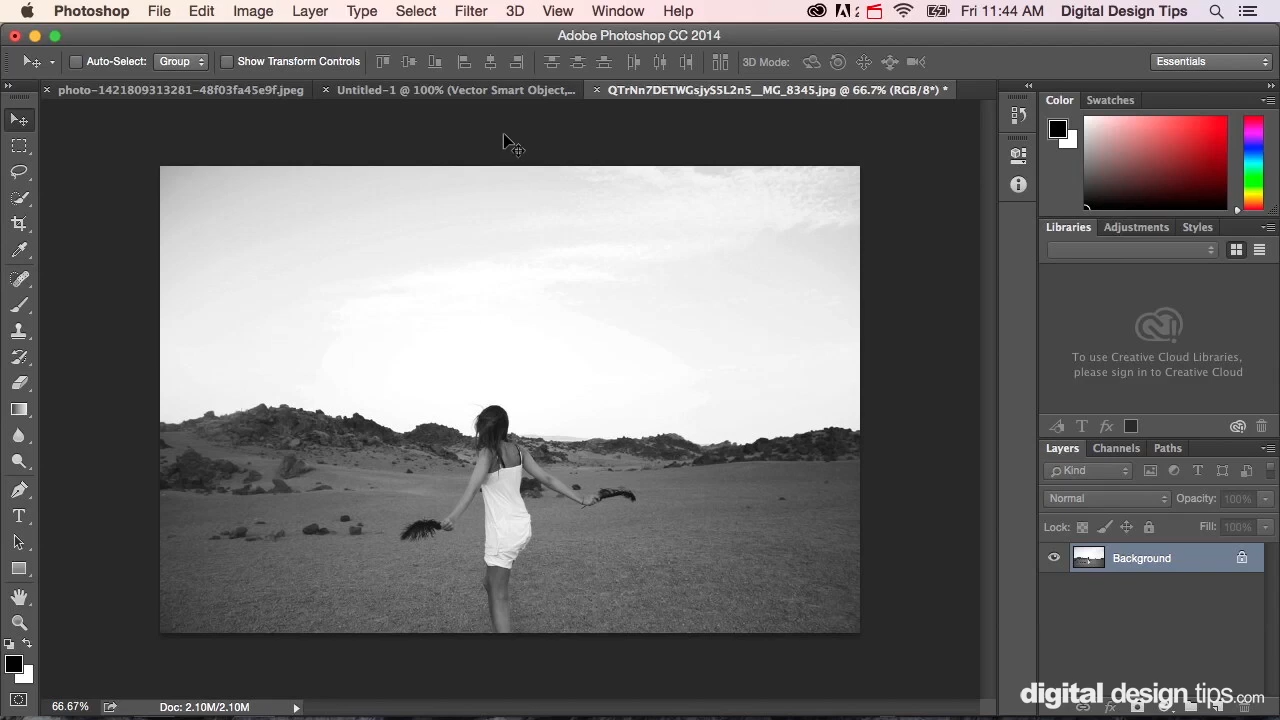 Photoshop File Edit Image Layer Type Select Filter 3D View Window Help Fri 11:44 AM Digital Design Tips
Adobe Photoshop CC 2014
Auto-Select: Group Show Transform Controls 3D Mode: Essentials
photo-1421809313281-48f03fa45e9f.jpeg Untitled-1 @ 100% (Vector Smart Object,... QTrNn7DETWGsjyS5L2n5__MG_8345.jpg @ 66.7% (RGB/8*) *
Color Swatches
Libraries Adjustments Styles
To use Creative Cloud Libraries,
please sign in to Creative Cloud
Layers Channels Paths
Kind
Normal Opacity: 100%
Lock: Fill: 100%
Background
66.67% Doc: 2.10M/2.10M
digital design tips.com